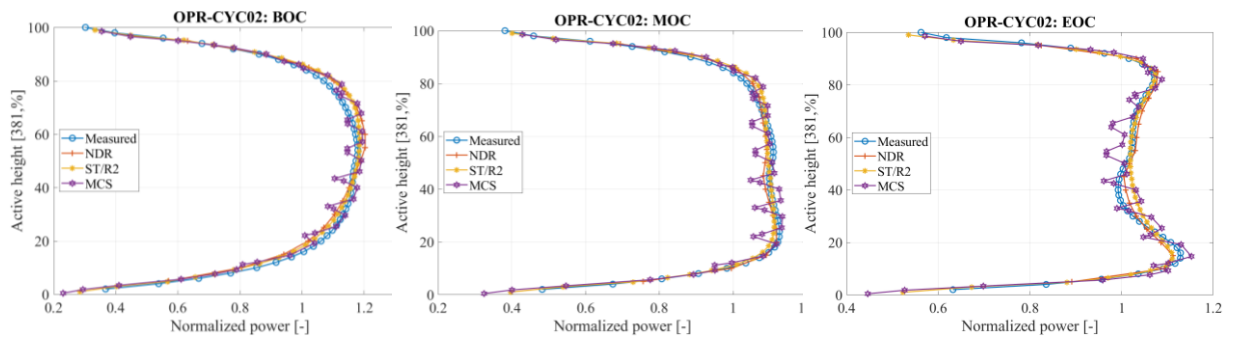 OPR-CYC02: BOC
Active height [381,%]
100
80
60
40
20
0
Measured
NDR
ST/R2
MCS
0.2 0.4 0.6 0.8 1 1.2
Normalized power [-]
OPR-CYC02: MOC
Active height [381,%]
100
80
60
40
20
0
Measured
NDR
ST/R2
MCS
0.2 0.4 0.6 0.8 1 1
Normalized power [-]
OPR-CYC02: EOC
Active height [381,%]
100
80
60
40
20
0
Measured
NDR
ST/R2
MCS
0.4 0.6 0.8 1 1.2
Normalized power [-]